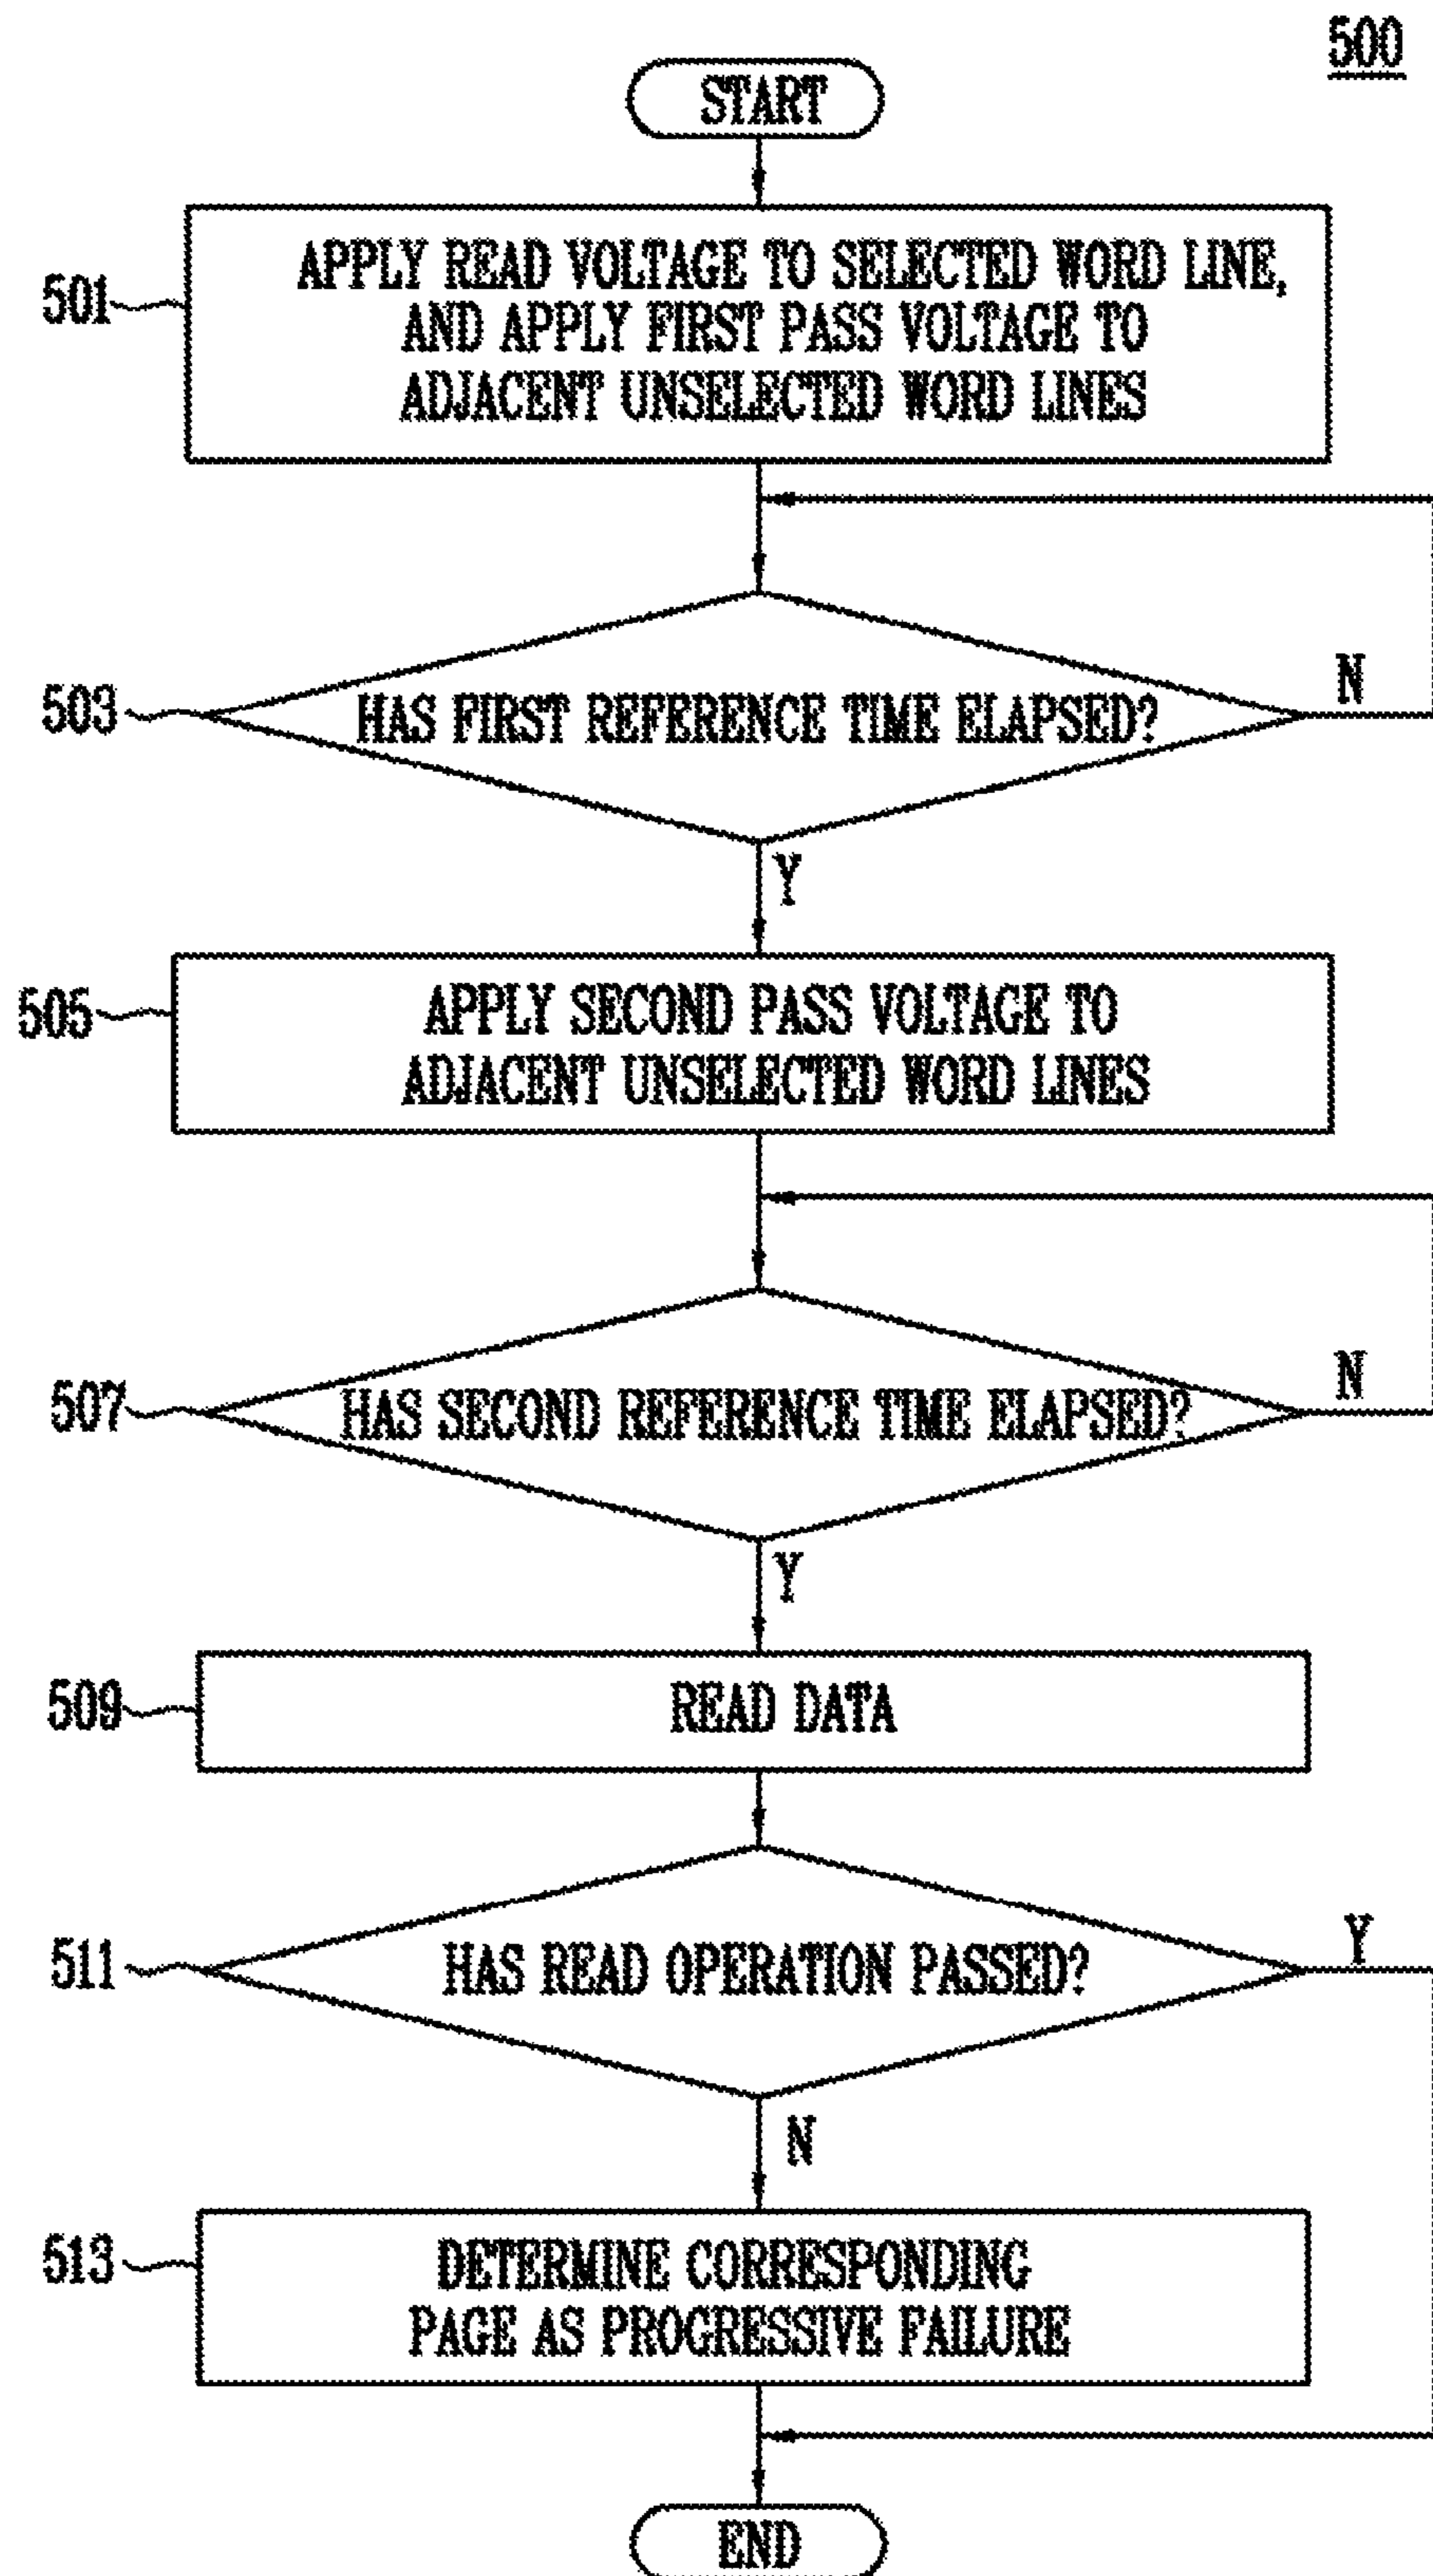 500
START
501
APPLY READ VOLTAGE TO SELECTED WORD LINE,
AND APPLY FIRST PASS VOLTAGE TO
ADJACENT UNSELECTED WORD LINES
503
HAS FIRST REFERENCE TIME ELAPSED?
N
Y
505
APPLY SECOND PASS VOLTAGE TO
ADJACENT UNSELECTED WORD LINES
507
HAS SECOND REFERENCE TIME ELAPSED?
N
Y
509
READ DATA
511
HAS READ OPERATION PASSED?
Y
N
513
DETERMINE CORRESPONDING
PAGE AS PROGRESSIVE FAILURE
END